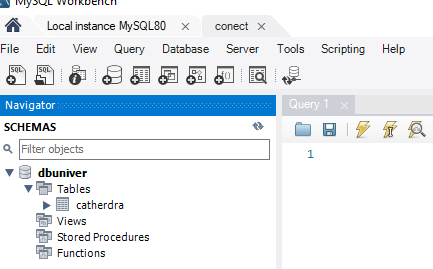 MySQL Workbench
Local instance MySQL80 conect
File Edit View Query Database Server Tools Scripting Help
Navigator
Query 1
SCHEMAS
Filter objects
1
dbuniver
Tables
catherdra
Views
Stored Procedures
Functions